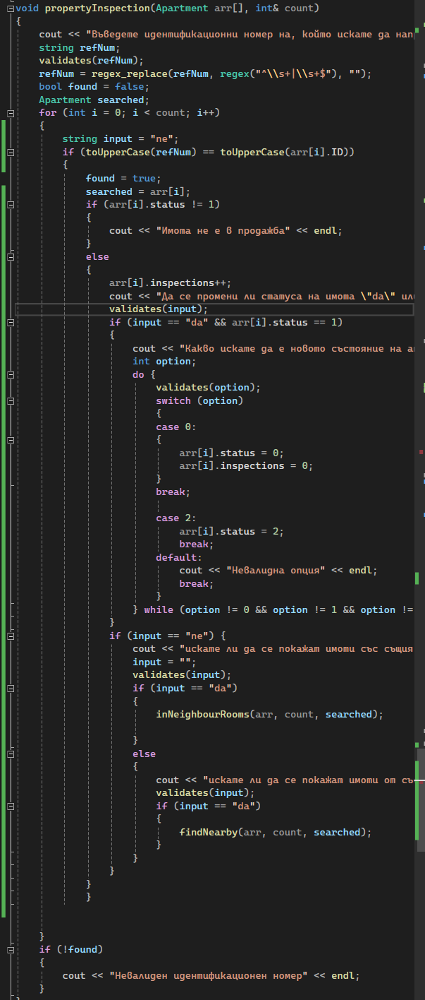 void propertyInspection(Apartment arr[], int& count)
{
cout << "Въведете идентификационни номер на, който искате да нап
string refNum;
validates(refNum);
refNum = regex_replace(refNum, regex("^\\s+|\\s+$"), "");
bool found = false;
Apartment searched;
for (int i = 0; i < count; i++)
{
string input = "ne";
if (toUpperCase(refNum) == toUpperCase(arr[i].ID))
{
found = true;
searched = arr[i];
if (arr[i].status != 1)
{
cout << "Имота не е в продажба" << endl;
}
else
{
arr[i].inspections++;
cout << "Да се промени ли статуса на имота \"da\" или
validates(input);
if (input == "da" && arr[i].status == 1)
{
cout << "Какво искате да е новото състояние на ап
int option;
do {
validates(option);
switch (option)
{
case 0:
{
arr[i].status = 0;
arr[i].inspections = 0;
}
break;
case 2:
arr[i].status = 2;
break;
default:
cout << "Невалидна опция" << endl;
break;
}
} while (option != 0 && option != 1 && option !=
}
if (input == "ne") {
cout << "искате ли да се покажат имоти със същия
input = "";
validates(input);
if (input == "da")
{
inNeighbourRooms(arr, count, searched);
}
else
{
cout << "искате ли да се покажат имоти от съ
validates(input);
if (input == "da")
{
findNearby(arr, count, searched);
}
}
}
}
}
}
if (!found)
{
cout << "Невалиден идентификационен номер" << endl;
}